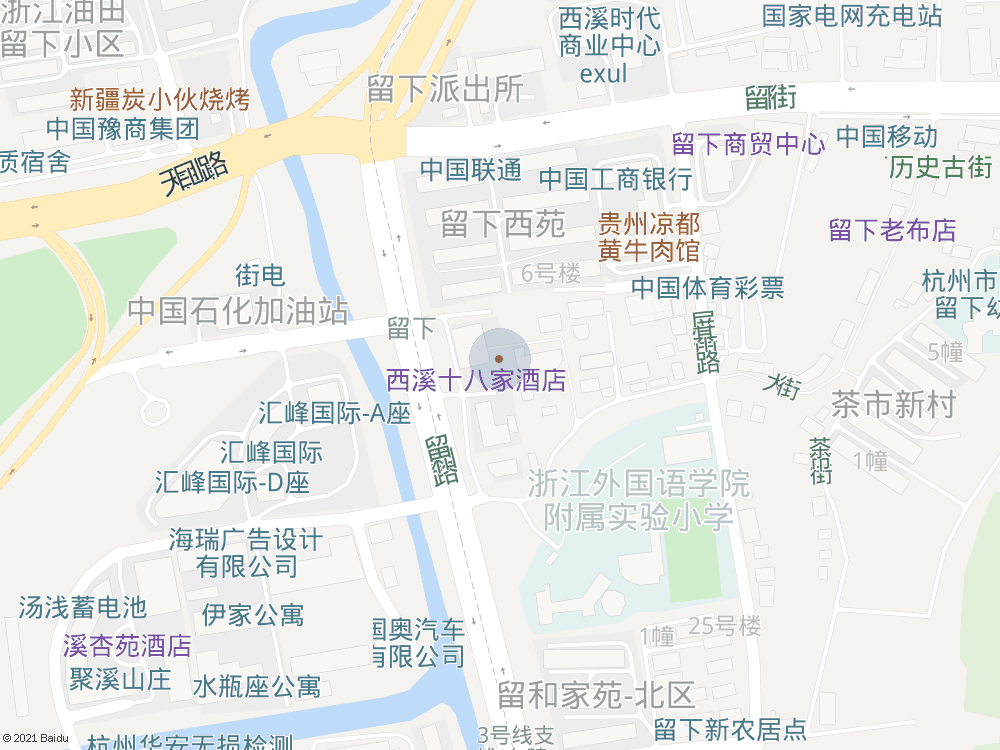 浙江油田
留下小区
西溪时代
商业中心
exul
国家电网充电站
留下派出所
留街
新疆炭小伙烧烤
中国豫商集团
质宿舍
天目山路
中国联通
中国工商银行
留下商贸中心
中国移动
历史古街
留下西苑
贵州凉都
黄牛肉馆
留下老布店
6号楼
街电
中国体育彩票
杭州市
留下幼
中国石化加油站
留下
屏基路
5幢
西溪十八家酒店
大街
茶市新村
汇峰国际-A座
汇峰国际
汇峰国际-D座
留和路
茶市街
1幢
浙江外国语学院
附属实验小学
海瑞广告设计
有限公司
汤浅蓄电池
伊家公寓
国奥汽车
有限公司
溪杏苑酒店
聚溪山庄
水瓶座公寓
1幢
25号楼
留和家苑-北区
3号线支
留下新农居点
杭州华安无损检测
© 2021 Baidu